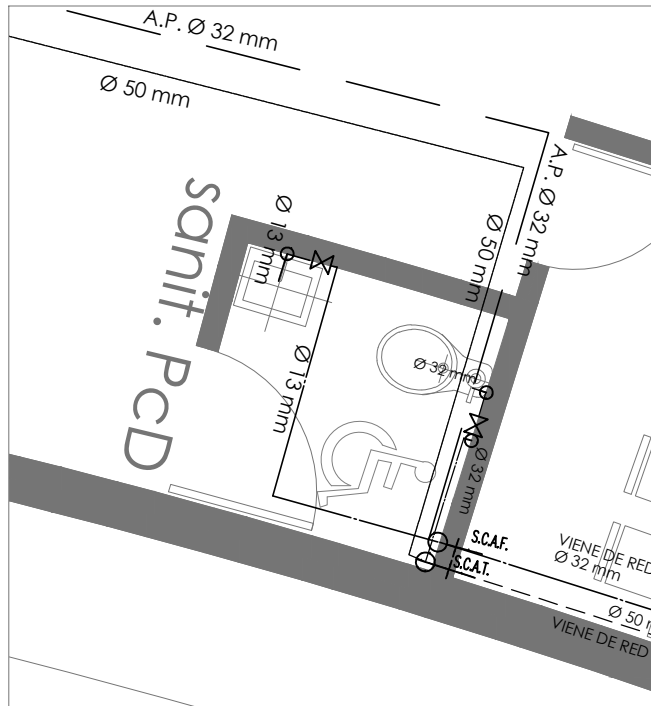 A.P. Ø 32 mm
Ø 50 mm
A.P. Ø 32 mm
Ø 50 mm
Ø 13 mm
sanit. PcD
Ø 13 mm
Ø 32 mm
Ø 32 mm
S.C.A.F.
S.C.A.T.
VIENE DE RED
Ø 32 mm
Ø 50
VIENE DE RED